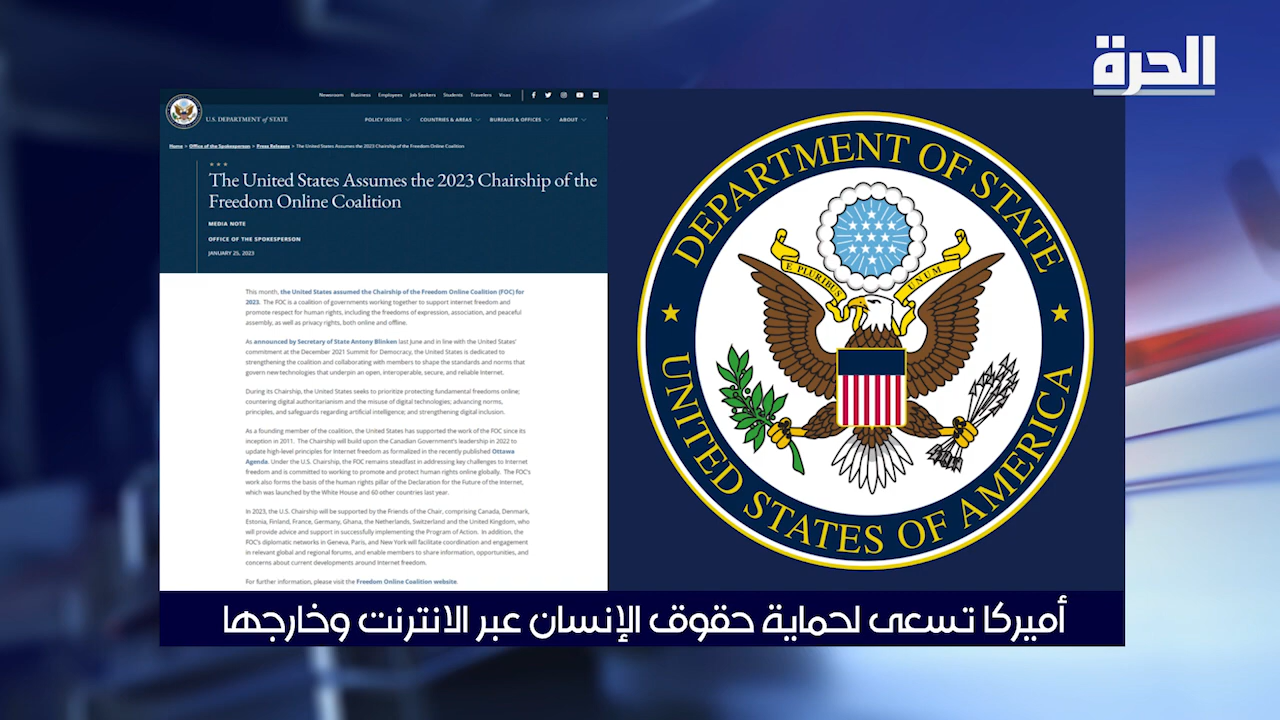 الحرة
Newsroom Business Employees Job Seekers Students Travelers Visas
U.S. DEPARTMENT of STATE
POLICY ISSUES COUNTRIES & AREAS BUREAUS & OFFICES ABOUT
Home > Office of the Spokesperson > Press Releases > The United States Assumes the 2023 Chairship of the Freedom Online Coalition
The United States Assumes the 2023 Chairship of the
Freedom Online Coalition
MEDIA NOTE
OFFICE OF THE SPOKESPERSON
JANUARY 25, 2023
This month, the United States assumed the Chairship of the Freedom Online Coalition (FOC) for
2023. The FOC is a coalition of governments working together to support internet freedom and
promote respect for human rights, including the freedoms of expression, association, and peaceful
assembly, as well as privacy rights, both online and offline.
As announced by Secretary of State Antony Blinken last June and in line with the United States'
commitment at the December 2021 Summit for Democracy, the United States is dedicated to
strengthening the coalition and collaborating with members to shape the standards and norms that
govern new technologies that underpin an open, interoperable, secure, and reliable Internet.
During its Chairship, the United States seeks to prioritize protecting fundamental freedoms online;
countering digital authoritarianism and the misuse of digital technologies; advancing norms,
principles, and safeguards regarding artificial intelligence; and strengthening digital inclusion.
As a founding member of the coalition, the United States has supported the work of the FOC since its
inception in 2011. The Chairship will build upon the Canadian Government's leadership in 2022 to
update high-level principles for Internet freedom as formalized in the recently published Ottawa
Agenda. Under the U.S. Chairship, the FOC remains steadfast in addressing key challenges to Internet
freedom and is committed to working to promote and protect human rights online globally. The FOC's
work also forms the basis of the human rights pillar of the Declaration for the Future of the Internet,
which was launched by the White House and 60 other countries last year.
In 2023, the U.S. Chairship will be supported by the Friends of the Chair, comprising Canada, Denmark,
Estonia, Finland, France, Germany, Ghana, the Netherlands, Switzerland and the United Kingdom, who
will provide advice and support in successfully implementing the Program of Action. In addition, the
FOC's diplomatic networks in Geneva, Paris, and New York will facilitate coordination and engagement
in relevant global and regional forums, and enable members to share information, opportunities, and
concerns about current developments around Internet freedom.
For further information, please visit the Freedom Online Coalition website.
DEPARTMENT OF STATE
E PLURIBUS UNUM
UNITED STATES OF AMERICA
أميركا تسعى لحماية حقوق الإنسان عبر الانترنت وخارجها